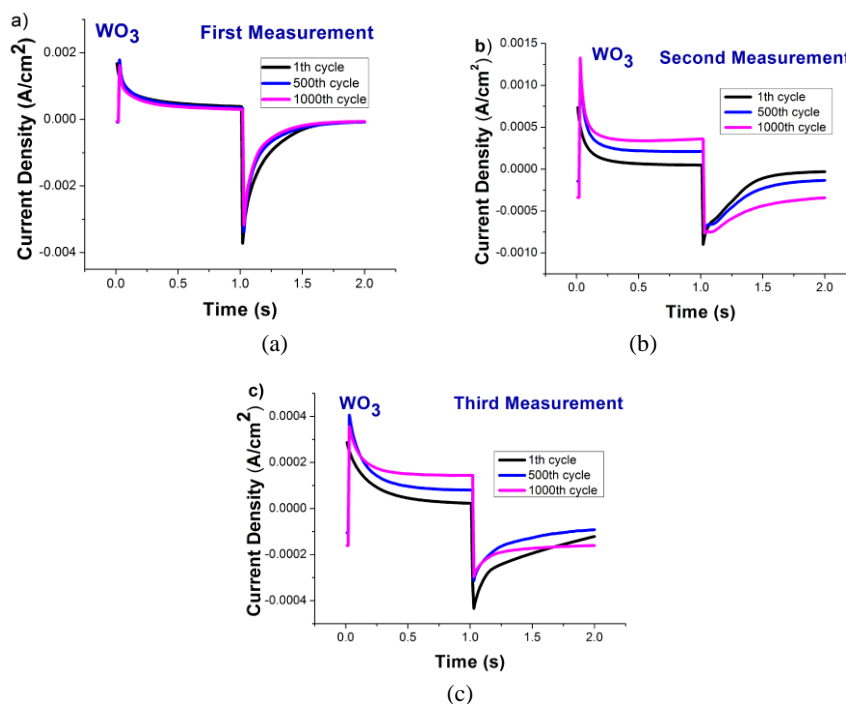 a)
WO3 First Measurement
1th cycle
500th cycle
1000th cycle
Current Density (A/cm2)
0.002
0.000
-0.002
-0.004
0.0 0.5 1.0 1.5 2.0
Time (s)
(a)
b)
WO3 Second Measurement
1th cycle
500th cycle
1000th cycle
Current Density (A/cm2)
0.0015
0.0010
0.0005
0.0000
-0.0005
-0.0010
0.0 0.5 1.0 1.5 2.0
Time (s)
(b)
c)
WO3 Third Measurement
1th cycle
500th cycle
1000th cycle
Current Density (A/cm2)
0.0004
0.0002
0.0000
-0.0002
-0.0004
0.0 0.5 1.0 1.5 2.0
Time (s)
(c)